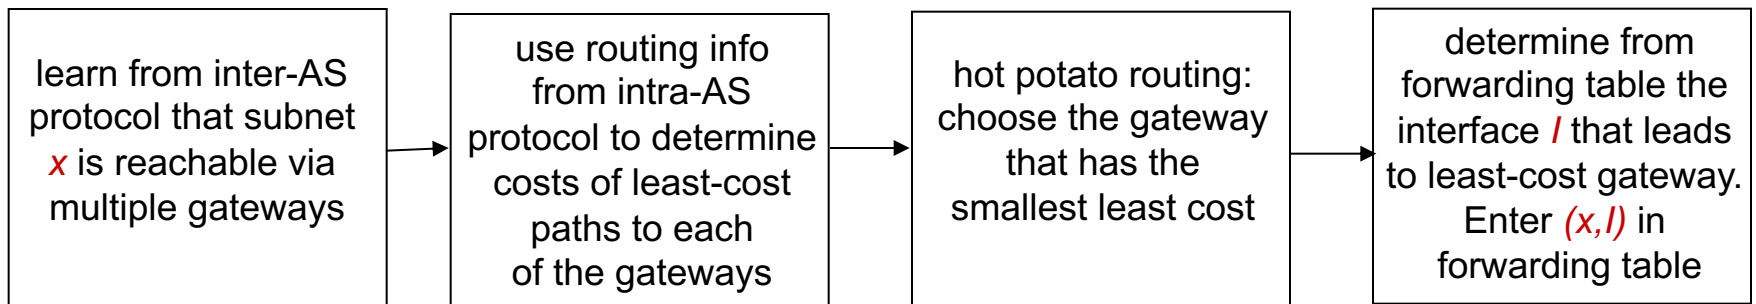 learn from inter-AS
protocol that subnet
x is reachable via
multiple gateways
use routing info
from intra-AS
protocol to determine
costs of least-cost
paths to each
of the gateways
hot potato routing:
choose the gateway
that has the
smallest least cost
determine from
forwarding table the
interface I that leads
to least-cost gateway.
Enter (x,I) in
forwarding table